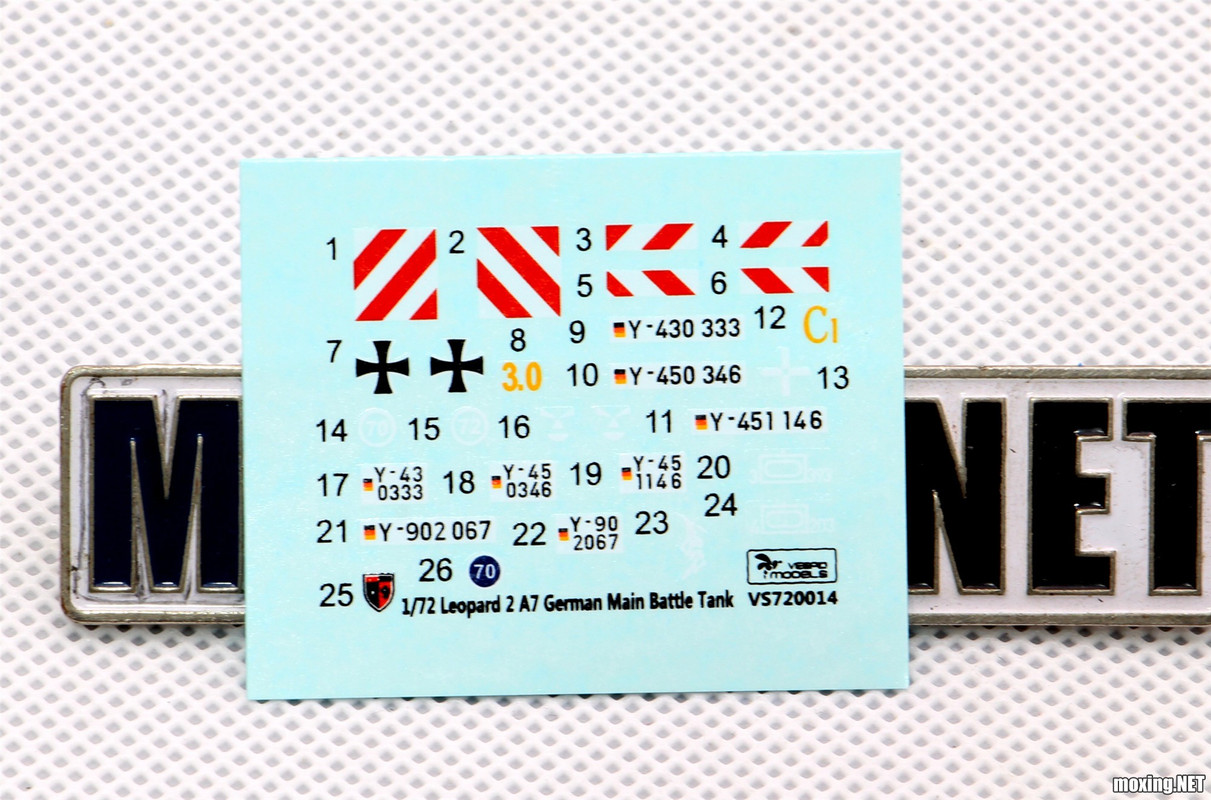 1 2 3 4
5 6
7 8 9 Y-430 333 12 C1
3.0 10 Y-450 346 13
14 70 15 72 16 11 Y-451 146
17 Y-43 0333 18 Y-45 0346 19 Y-45 1146 20
24
21 Y-902 067 22 Y-90 2067 23
25 26 70
VESPID
MODELS
1/72 Leopard 2 A7 German Main Battle Tank VS720014
M NET
moxing.NET